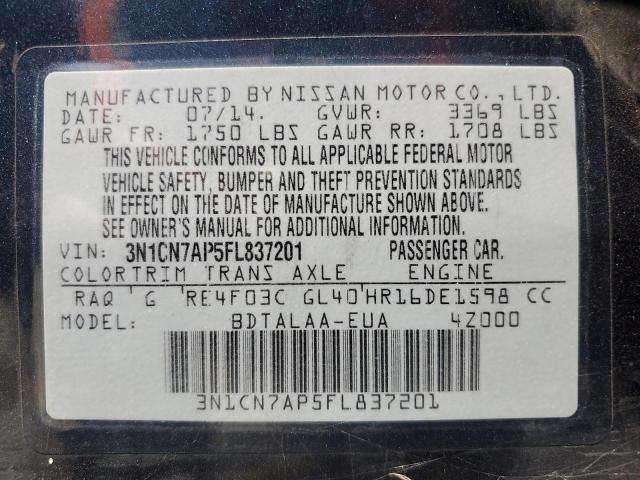 MANUFACTURED BY NISSAN MOTOR CO., LTD.
DATE: 07/14. GVWR: 3369 LBS
GAWR FR: 1750 LBS GAWR RR: 1708 LBS
THIS VEHICLE CONFORMS TO ALL APPLICABLE FEDERAL MOTOR
VEHICLE SAFETY, BUMPER AND THEFT PREVENTION STANDARDS
IN EFFECT ON THE DATE OF MANUFACTURE SHOWN ABOVE.
SEE OWNER'S MANUAL FOR ADDITIONAL INFORMATION.
VIN: 3N1CN7AP5FL837201 PASSENGER CAR.
COLOR TRIM TRANS AXLE ENGINE
RAQ G RE4F03C GL40 HR16DE1598 CC
MODEL: BDTALAA-EUA 4Z000
3N1CN7AP5FL837201